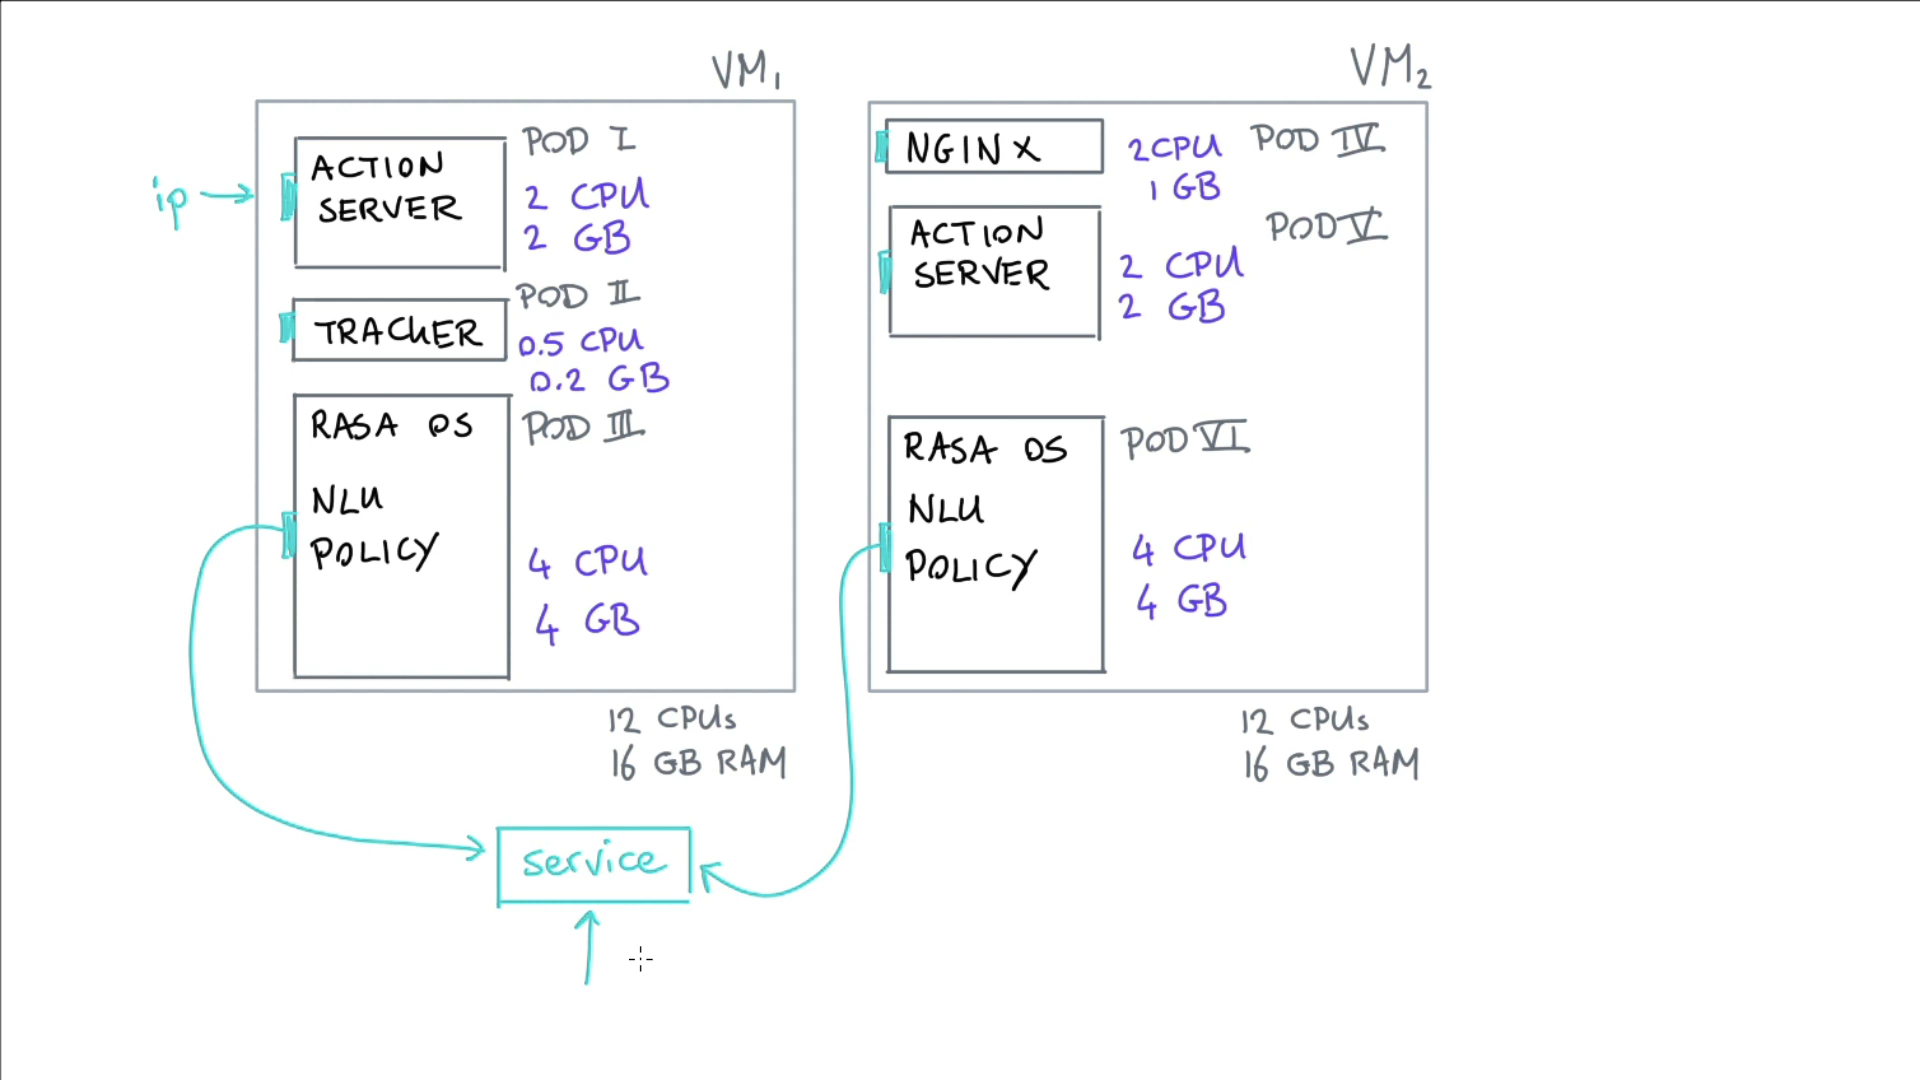 VM1
ip
ACTION
SERVER
POD I
2 CPU
2 GB
TRACKER
POD II
0.5 CPU
0.2 GB
RASA OS
NLU
POLICY
POD III
4 CPU
4 GB
12 CPUs
16 GB RAM
VM2
NGINX
2CPU
1 GB
POD IV
ACTION
SERVER
POD V
2 CPU
2 GB
RASA OS
NLU
POLICY
POD VI
4 CPU
4 GB
12 CPUs
16 GB RAM
service